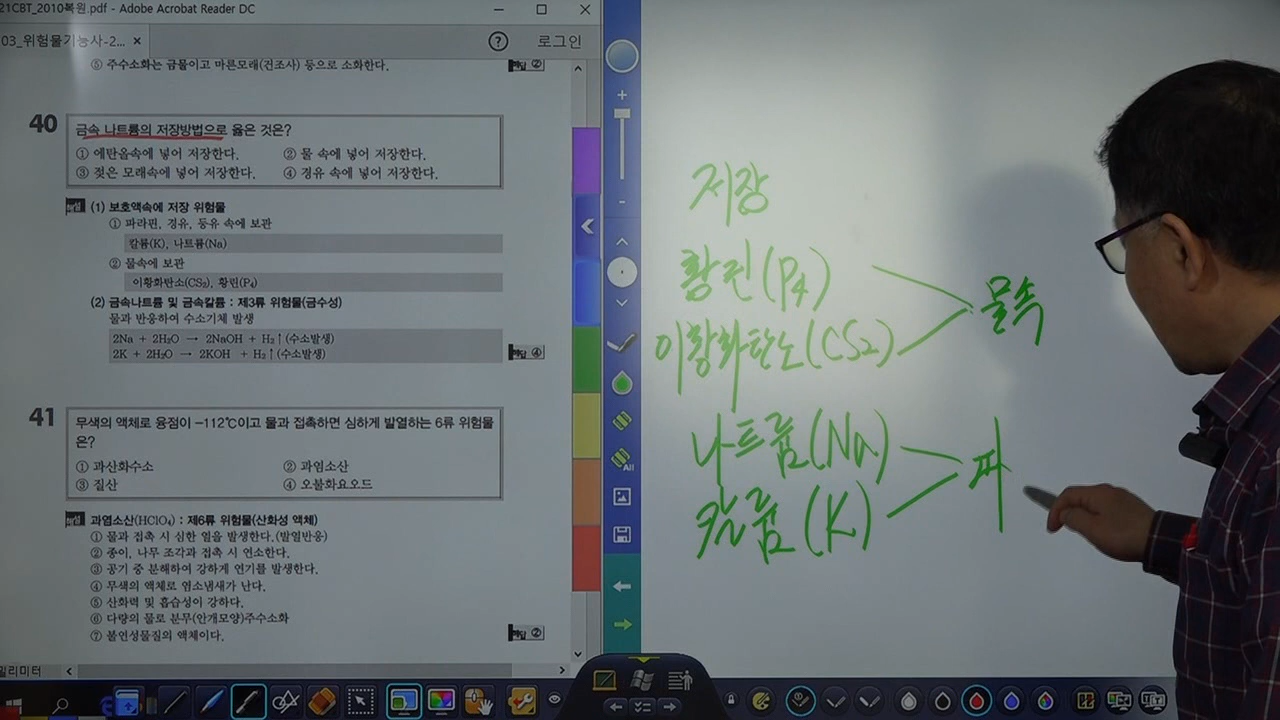 21CBT_2010복원.pdf - Adobe Acrobat Reader DC
03_위험물기능사-2... ×
로그인
⑤ 주수소화는 금물이고 마른모래(건조사) 등으로 소화한다.
②
40
금속 나트륨의 저장방법으로 옳은 것은?
① 에탄올속에 넣어 저장한다.
② 물 속에 넣어 저장한다.
③ 젖은 모래속에 넣어 저장한다.
④ 경유 속에 넣어 저장한다.
(1) 보호액속에 저장 위험물
① 파라핀, 경유, 등유 속에 보관
칼륨(K), 나트륨(Na)
② 물속에 보관
이황화탄소(CS₂), 황린(P₄)
(2) 금속나트륨 및 금속칼륨 : 제3류 위험물(금수성)
물과 반응하여 수소기체 발생
2Na + 2H₂O → 2NaOH + H₂↑(수소발생)
2K + 2H₂O → 2KOH + H₂↑(수소발생)
④
41
무색의 액체로 융점이 -112℃이고 물과 접촉하면 심하게 발열하는 6류 위험물
은?
① 과산화수소
② 과염소산
③ 질산
④ 오불화요오드
과염소산(HClO₄) : 제6류 위험물(산화성 액체)
① 물과 접촉 시 심한 열을 발생한다.(발열반응)
② 종이, 나무 조각과 접촉 시 연소한다.
③ 공기 중 분해하여 강하게 연기를 발생한다.
④ 무색의 액체로 염소냄새가 난다.
⑤ 산화력 및 흡습성이 강하다.
⑥ 다량의 물로 분무(안개모양)주수소화
⑦ 불연성물질의 액체이다.
②
밀리미터
저장
황린(P4)
이황화탄소(CS2)
물속
나트륨(Na)
칼륨(K)
파
All